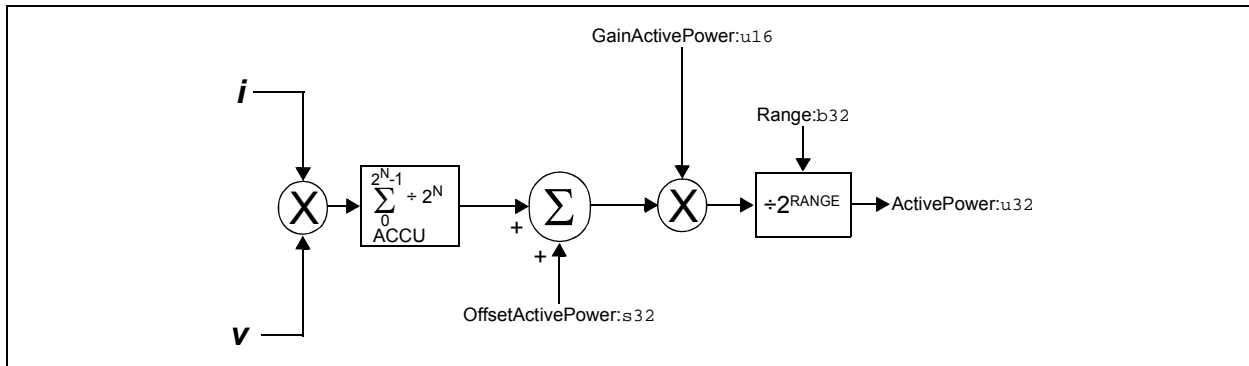 GainActivePower:u16
i
Range:b32
X
2^N-1
∑ ÷ 2^N
0
ACCU
+
Σ
+
X
÷2^RANGE
ActivePower:u32
OffsetActivePower:s32
v